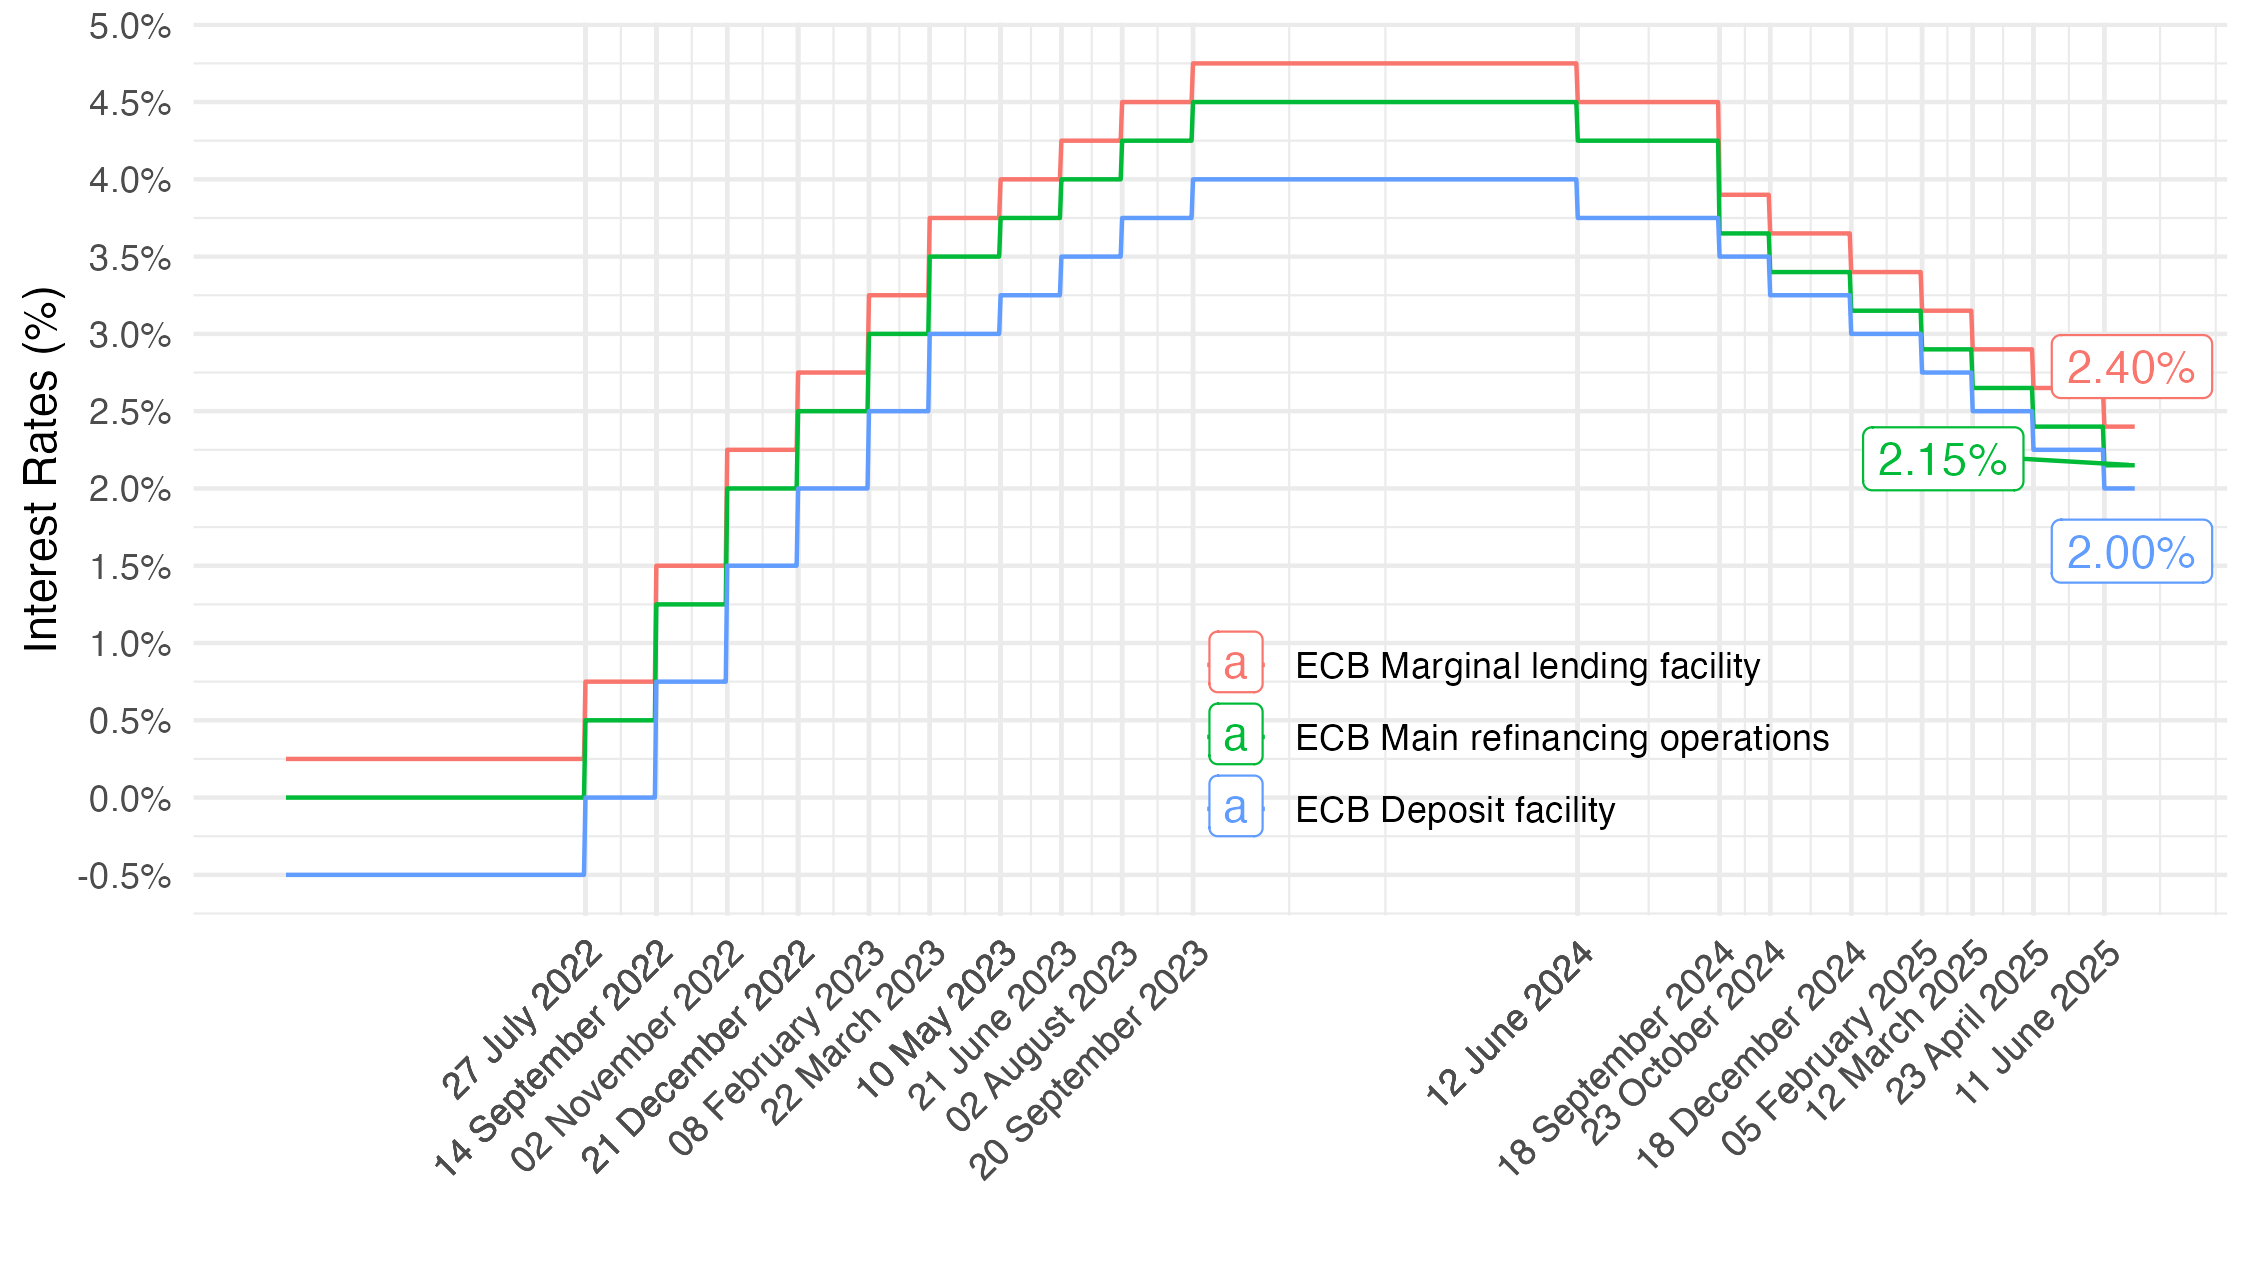 Interest Rates (%)
5.0%
4.5%
4.0%
3.5%
3.0%
2.5%
2.0%
1.5%
1.0%
0.5%
0.0%
-0.5%
2.40%
2.15%
2.00%
a ECB Marginal lending facility
a ECB Main refinancing operations
a ECB Deposit facility
27 July 2022
14 September 2022
02 November 2022
21 December 2022
08 February 2023
22 March 2023
10 May 2023
21 June 2023
02 August 2023
20 September 2023
12 June 2024
18 September 2024
23 October 2024
18 December 2024
05 February 2025
12 March 2025
23 April 2025
11 June 2025